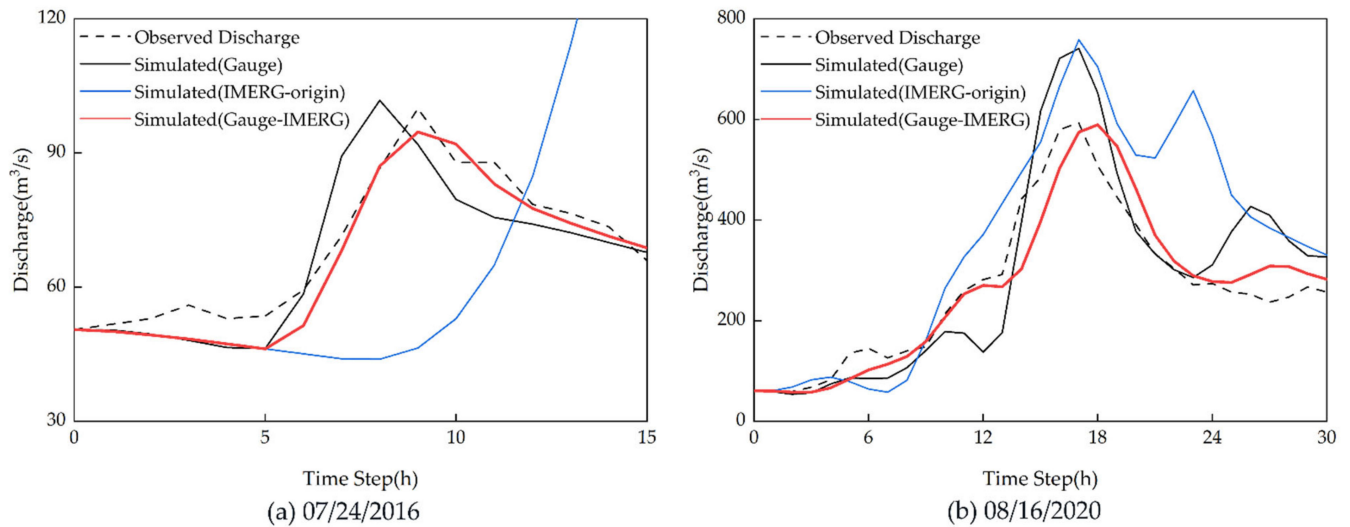 120
90
60
30
Discharge(m³/s)
Observed Discharge
Simulated(Gauge)
Simulated(IMERG-origin)
Simulated(Gauge-IMERG)
0
5
10
15
Time Step(h)
(a) 07/24/2016
800
600
400
200
0
Discharge(m³/s)
Observed Discharge
Simulated(Gauge)
Simulated(IMERG-origin)
Simulated(Gauge-IMERG)
0
6
12
18
24
30
Time Step(h)
(b) 08/16/2020